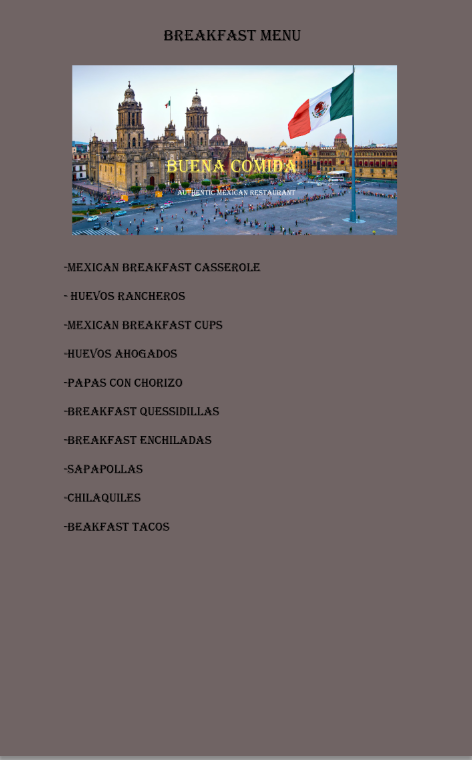 BREAKFAST MENU
BUENA COMIDA
AUTHENTIC MEXICAN RESTAURANT
-MEXICAN BREAKFAST CASSEROLE
- HUEVOS RANCHEROS
-MEXICAN BREAKFAST CUPS
-HUEVOS AHOGADOS
-PAPAS CON CHORIZO
-BREAKFAST QUESSIDILLAS
-BREAKFAST ENCHILADAS
-SAPAPOLLAS
-CHILAQUILES
-BEAKFAST TACOS